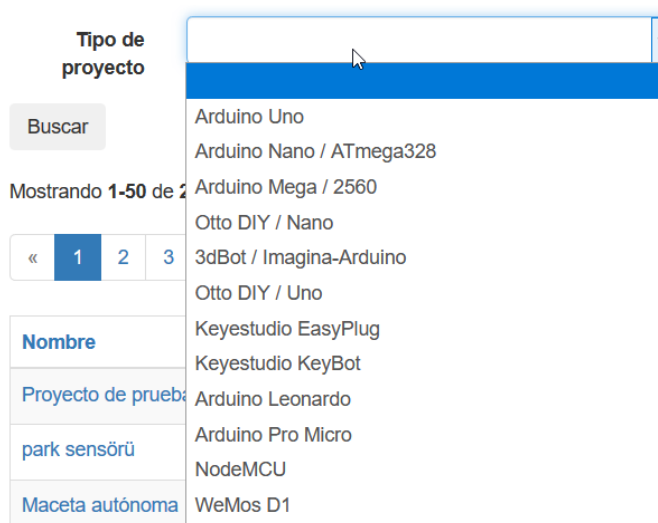 Tipo de
proyecto
Arduino Uno
Arduino Nano / ATmega328
Arduino Mega / 2560
Otto DIY / Nano
3dBot / Imagina-Arduino
Otto DIY / Uno
Keyestudio EasyPlug
Keyestudio KeyBot
Arduino Leonardo
Arduino Pro Micro
NodeMCU
WeMos D1
Buscar
Mostrando 1-50 de
« 1 2 3
Nombre
Proyecto de prueba
park sensörü
Maceta autónoma